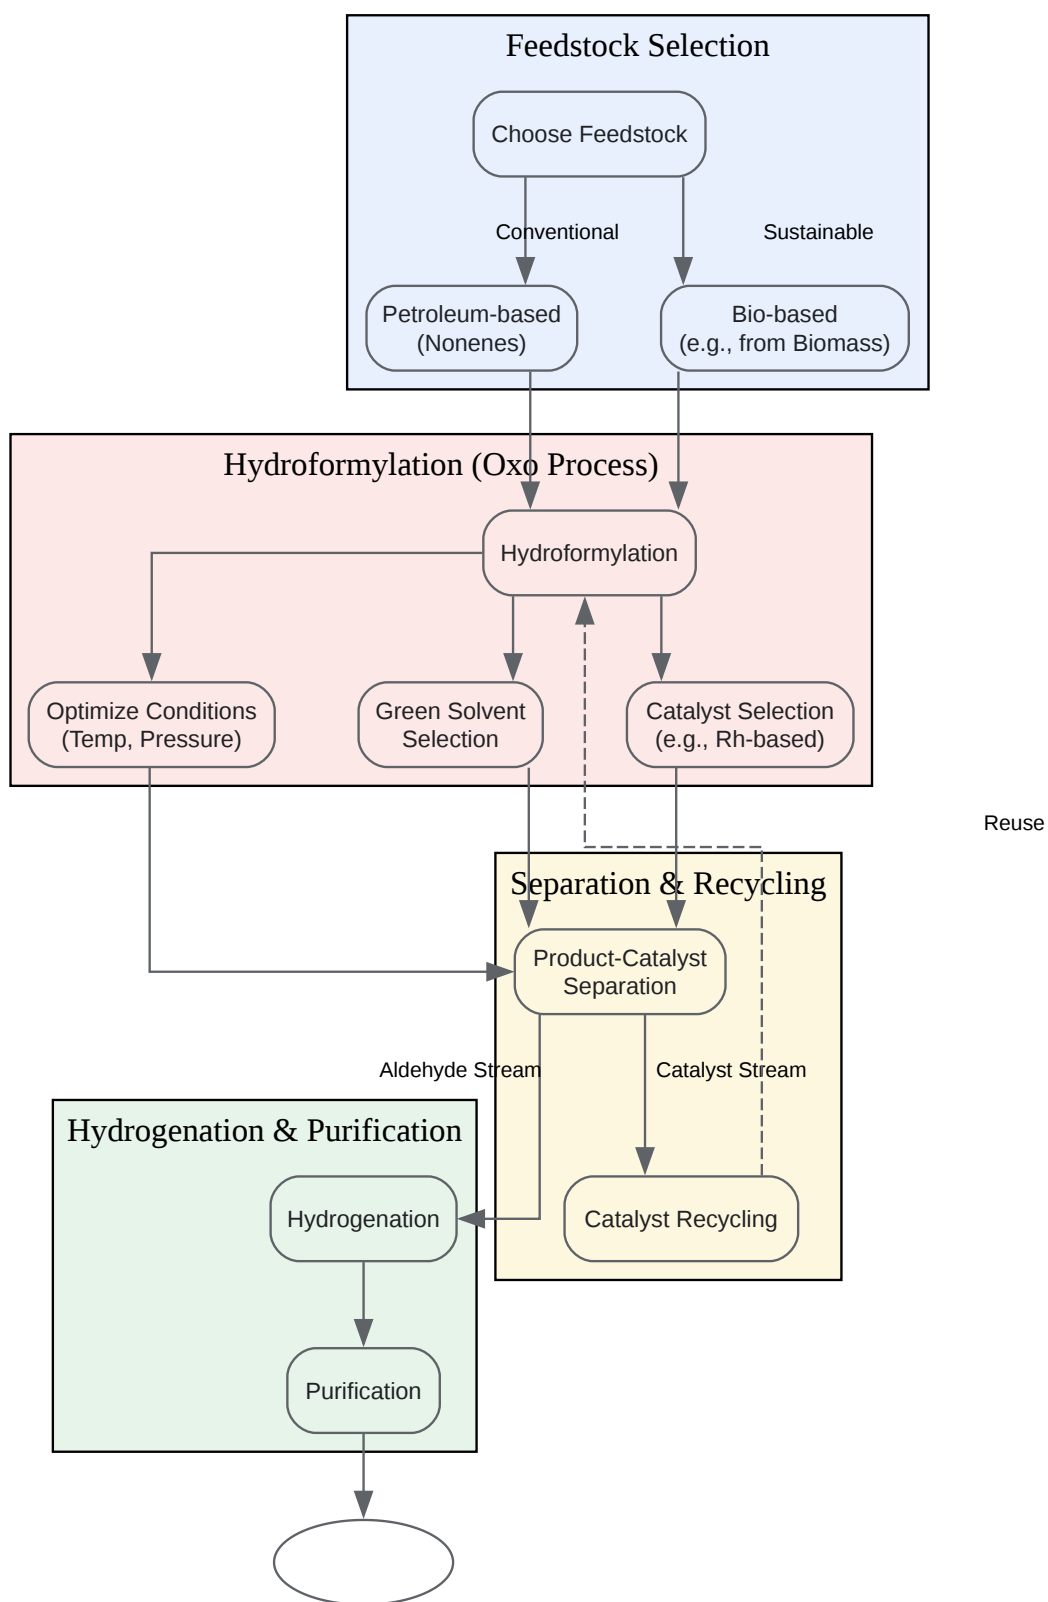 Feedstock Selection
Choose Feedstock
Conventional
Sustainable
Petroleum-based
(Nonenes)
Bio-based
(e.g., from Biomass)
Hydroformylation (Oxo Process)
Hydroformylation
Optimize Conditions
(Temp, Pressure)
Green Solvent
Selection
Catalyst Selection
(e.g., Rh-based)
Reuse
Separation & Recycling
Product-Catalyst
Separation
Aldehyde Stream
Catalyst Stream
Hydrogenation & Purification
Hydrogenation
Catalyst Recycling
Purification